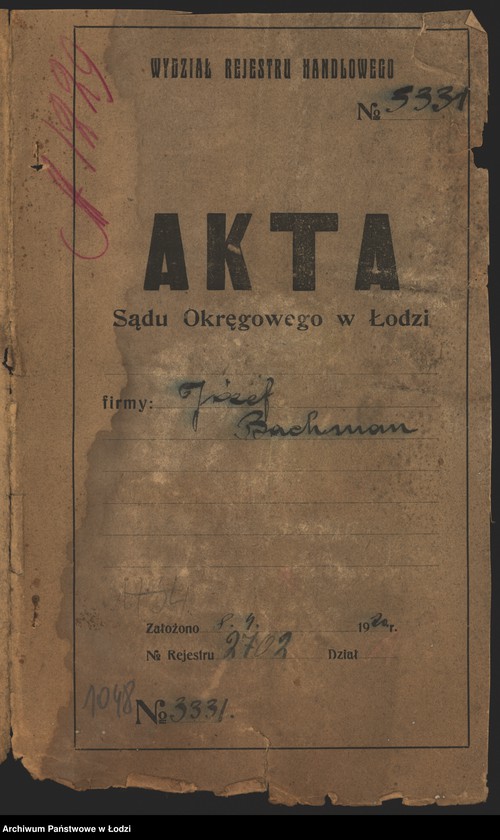 WYDZIAŁ REJESTRU HANDLOWEGO
№ 3331
AKTA
Sądu Okręgowego w Łodzi
firmy: Józef
Bachman
Założono 8. 4. 192 r.
№ Rejestru 2702 Dział
1048
№ 3331.
Archiwum Państwowe w Łodzi